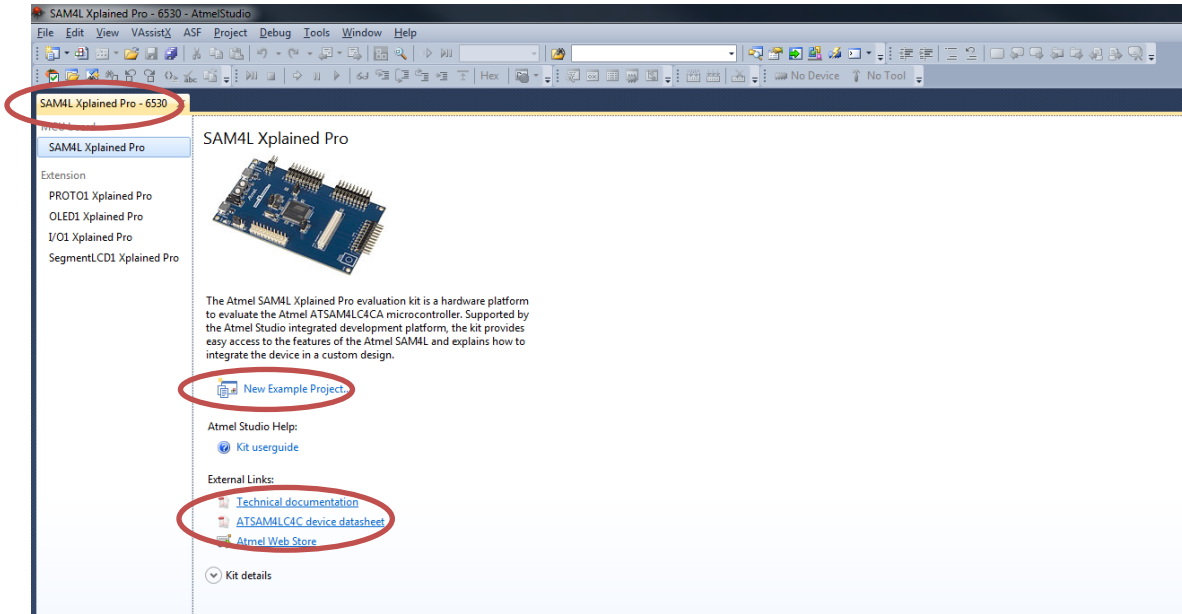 SAM4L Xplained Pro - 6530 - AtmelStudio
File Edit View VAssistX ASF Project Debug Tools Window Help
Hex No Device No Tool
SAM4L Xplained Pro - 6530
MCU board
SAM4L Xplained Pro
Extension
PROTO1 Xplained Pro
OLED1 Xplained Pro
I/O1 Xplained Pro
SegmentLCD1 Xplained Pro
SAM4L Xplained Pro
The Atmel SAM4L Xplained Pro evaluation kit is a hardware platform
to evaluate the Atmel ATSAM4LC4CA microcontroller. Supported by
the Atmel Studio integrated development platform, the kit provides
easy access to the features of the Atmel SAM4L and explains how to
integrate the device in a custom design.
New Example Project...
Atmel Studio Help:
Kit userguide
External Links:
Technical documentation
ATSAM4LC4C device datasheet
Atmel Web Store
Kit details